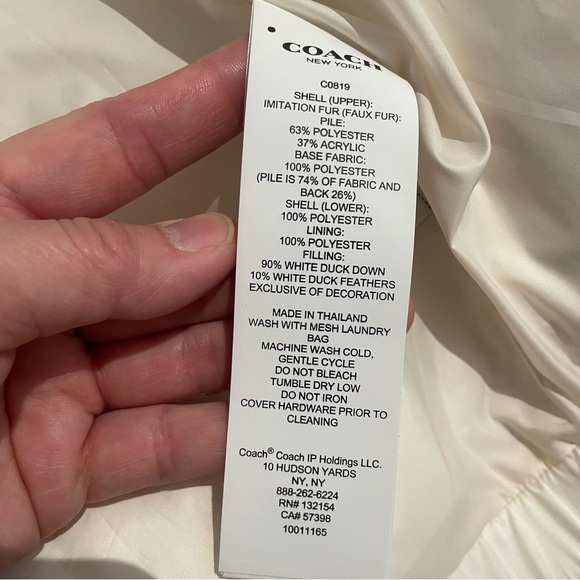 COACH
NEW YORK
C0819
SHELL (UPPER):
IMITATION FUR (FAUX FUR):
PILE:
63% POLYESTER
37% ACRYLIC
BASE FABRIC:
100% POLYESTER
(PILE IS 74% OF FABRIC AND
BACK 26%)
SHELL (LOWER):
100% POLYESTER
LINING:
100% POLYESTER
FILLING:
90% WHITE DUCK DOWN
10% WHITE DUCK FEATHERS
EXCLUSIVE OF DECORATION
MADE IN THAILAND
WASH WITH MESH LAUNDRY
BAG
MACHINE WASH COLD,
GENTLE CYCLE
DO NOT BLEACH
TUMBLE DRY LOW
DO NOT IRON
COVER HARDWARE PRIOR TO
CLEANING
Coach® Coach IP Holdings LLC.
10 HUDSON YARDS
NY, NY
888-262-6224
RN# 132154
CA# 57398
10011165